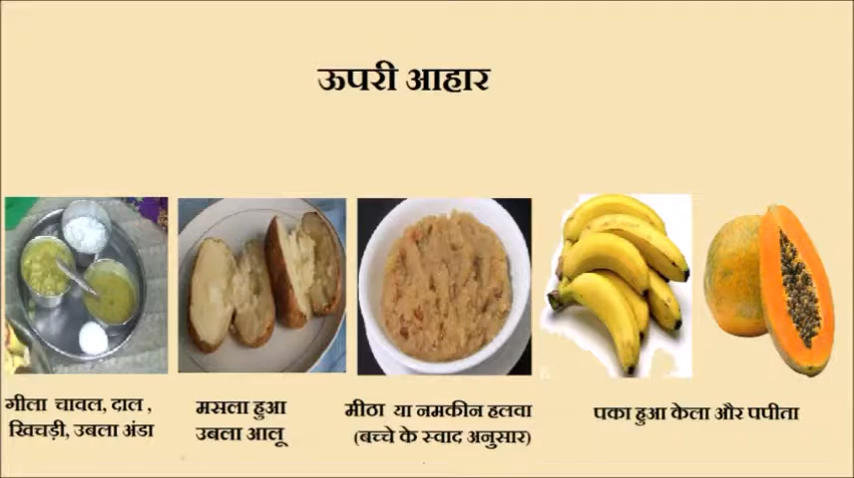 ऊपरी आहार
गीला चावल, दाल ,
खिचड़ी, उबला अंडा
मसला हुआ
उबला आलू
मीठा या नमकीन हलवा
(बच्चे के स्वाद अनुसार)
पका हुआ केला और पपीता